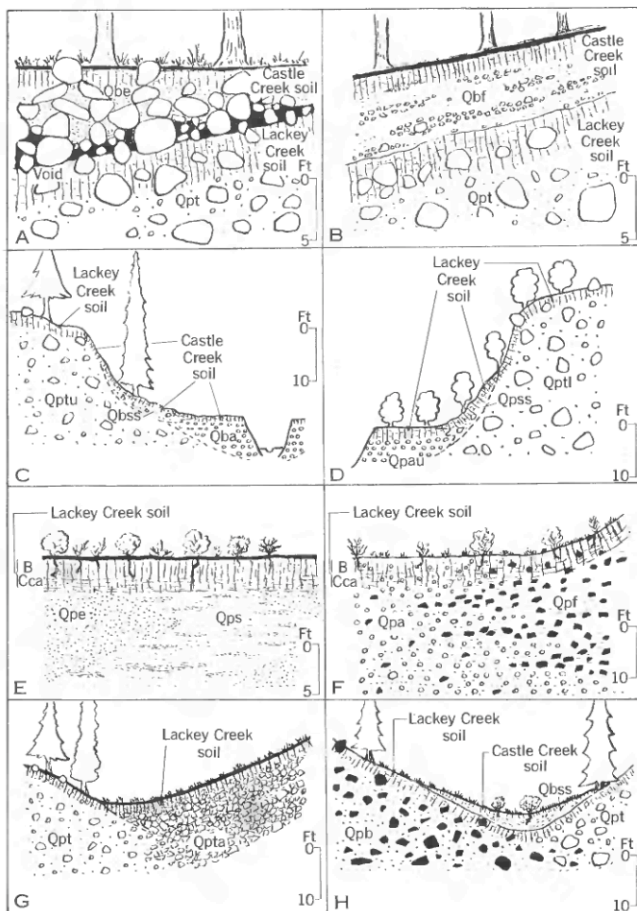 Castle
Creek soil
Qbe
Lackey
Creek
soil
Ft
0
Void
Qpt
A
5
Castle
Creek
soil
Qbf
Lackey
Creek
soil
Ft
0
Qpt
B
5
Lackey
Creek soil
Ft
0
Castle
Creek
soil
10
Qptu
Qbss
Qba
C
Lackey
Creek
soil
Qptl
Qpss
Ft
0
Qpau
D
10
Lackey Creek soil
B
Cca
Qpe
Qps
Ft
0
E
5
Lackey Creek soil
B
Cca
Qpf
Qpa
Ft
0
F
10
Lackey Creek
soil
Qpt
Qpta
Ft
0
G
10
Lackey Creek
soil
Castle Creek
soil
Qbss
Qpb
Qpt
Ft
0
H
10